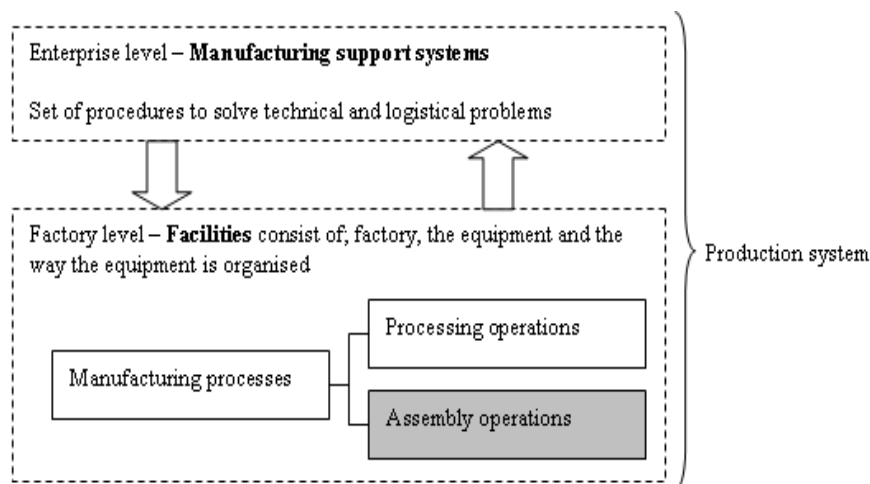 Enterprise level – Manufacturing support systems
Set of procedures to solve technical and logistical problems
Factory level – Facilities consist of; factory, the equipment and the
way the equipment is organised
Production system
Processing operations
Manufacturing processes
Assembly operations